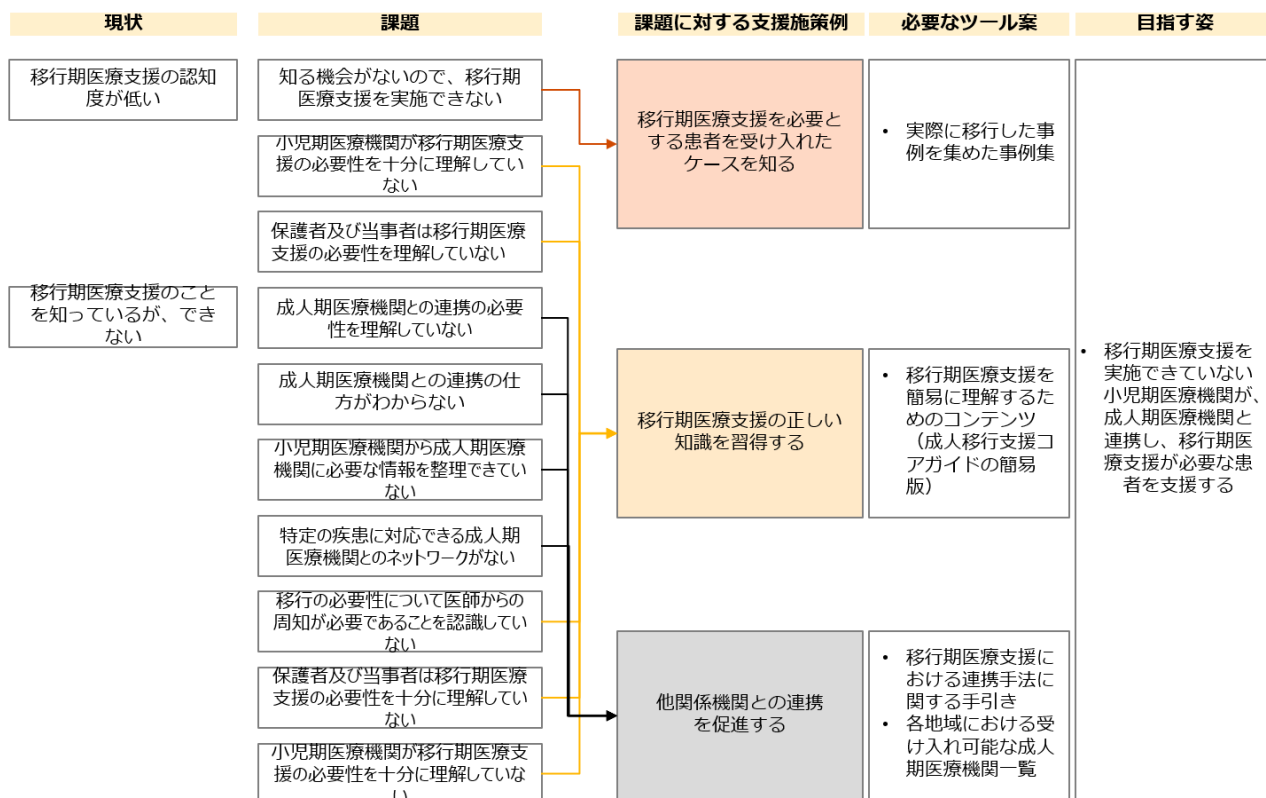 現状
課題
課題に対する支援施策例
必要なツール案
目指す姿
移行期医療支援の認知
度が低い
移行期医療支援のこと
を知っているが、でき
ない
知る機会がないので、移行期
医療支援を実施できない
小児期医療機関が移行期医療支
援の必要性を十分に理解してい
ない
保護者及び当事者は移行期医療
支援の必要性を理解していない
成人期医療機関との連携の必要
性を理解していない
成人期医療機関との連携の仕
方がわからない
小児期医療機関から成人期医療
機関に必要な情報を整理できてい
ない
特定の疾患に対応できる成人期
医療機関とのネットワークがない
移行の必要性について医師からの
周知が必要であることを認識してい
ない
保護者及び当事者は移行期医療
支援の必要性を十分に理解してい
ない
小児期医療機関が移行期医療支
援の必要性を十分に理解していな
い
移行期医療支援を必要と
する患者を受け入れた
ケースを知る
移行期医療支援の正しい
知識を習得する
他関係機関との連携
を促進する
• 実際に移行した事
例を集めた事例集
• 移行期医療支援を
簡易に理解するた
めのコンテンツ
（成人移行支援コ
アガイドの簡易
版）
• 移行期医療支援に
おける連携手法に
関する手引き
• 各地域における受
け入れ可能な成人
期医療機関一覧
• 移行期医療支援を
実施できていない
小児期医療機関が、
成人期医療機関と
連携し、移行期医
療支援が必要な患
者を支援する